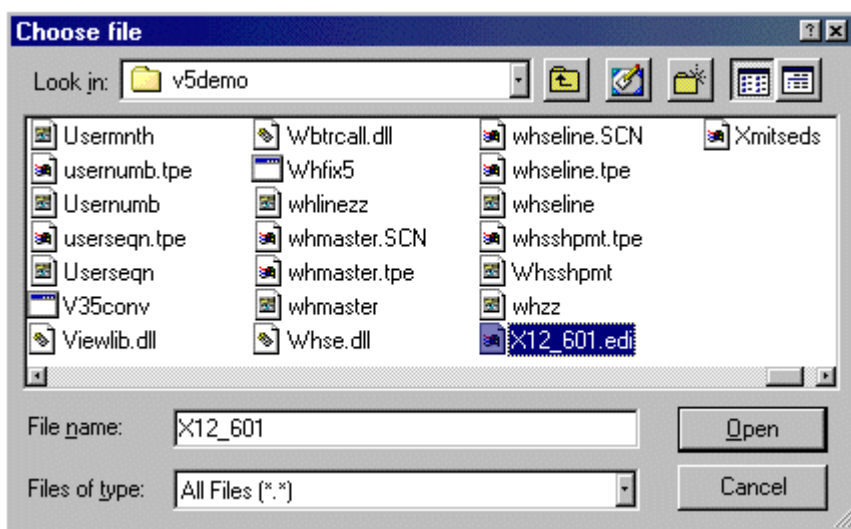 Choose file
Look in: v5demo
Usermnth Wbtrcall.dll whseline.SCN Xmitseds
usernumb.tpe Whfix5 whseline.tpe
Usernumb whlinezz whseline
userseqn.tpe whmaster.SCN whsshpmt.tpe
Userseqn whmaster.tpe Whsshpmt
V35conv whmaster whzz
Viewlib.dll Whse.dll X12_601.edi
File name: X12_601 Open
Files of type: All Files (*.*) Cancel